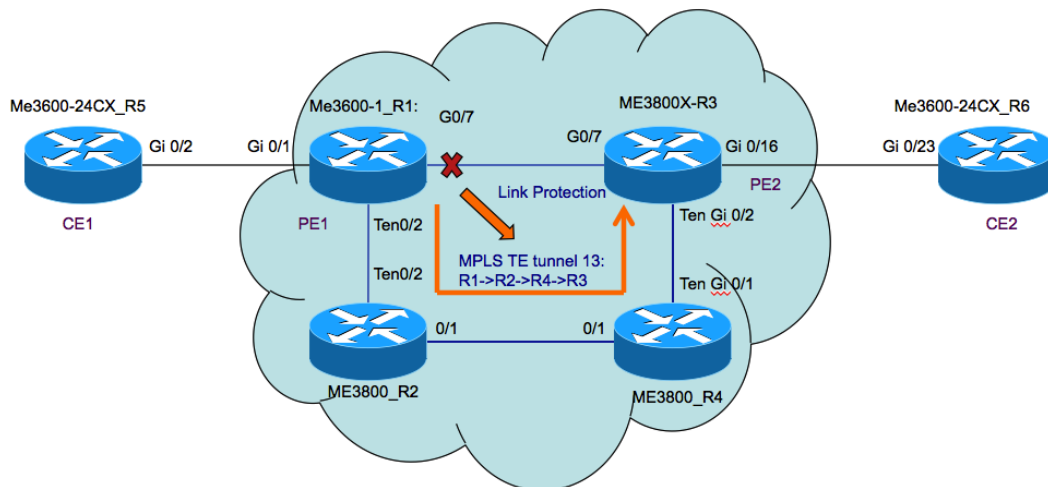 Me3600-24CX_R5
Me3600-1_R1:
ME3800X-R3
Me3600-24CX_R6
G0/7
G0/7
Gi 0/2
Gi 0/1
Gi 0/16
Gi 0/23
Link Protection
PE2
CE1
PE1
CE2
Ten0/2
Ten Gi 0/2
MPLS TE tunnel 13:
R1->R2->R4->R3
Ten0/2
Ten Gi 0/1
0/1
0/1
ME3800_R2
ME3800_R4